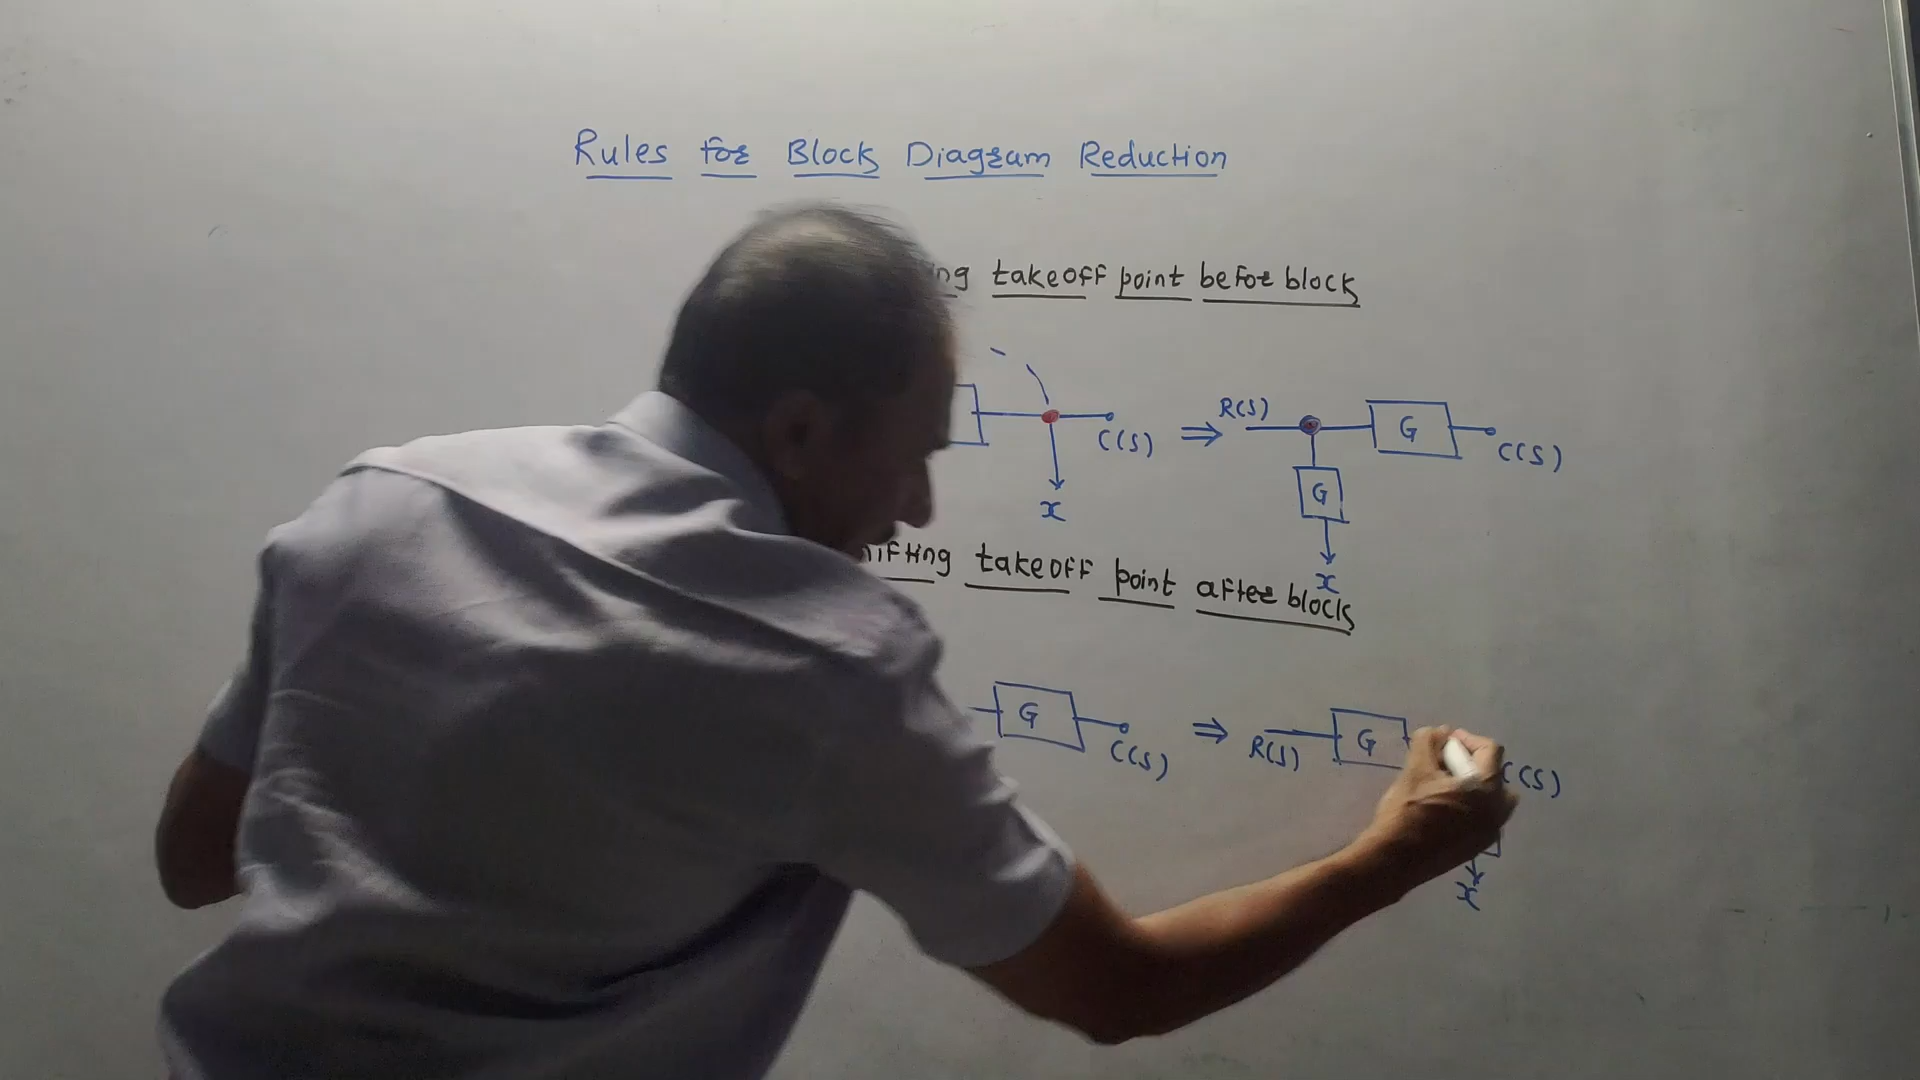 Rules for Block Diagram Reduction
takeoff point before block
R(S) G C(S) ⇒ C(S)
G
x x
takeoff point after block
G C(S) ⇒ R(S) G C(S)
x